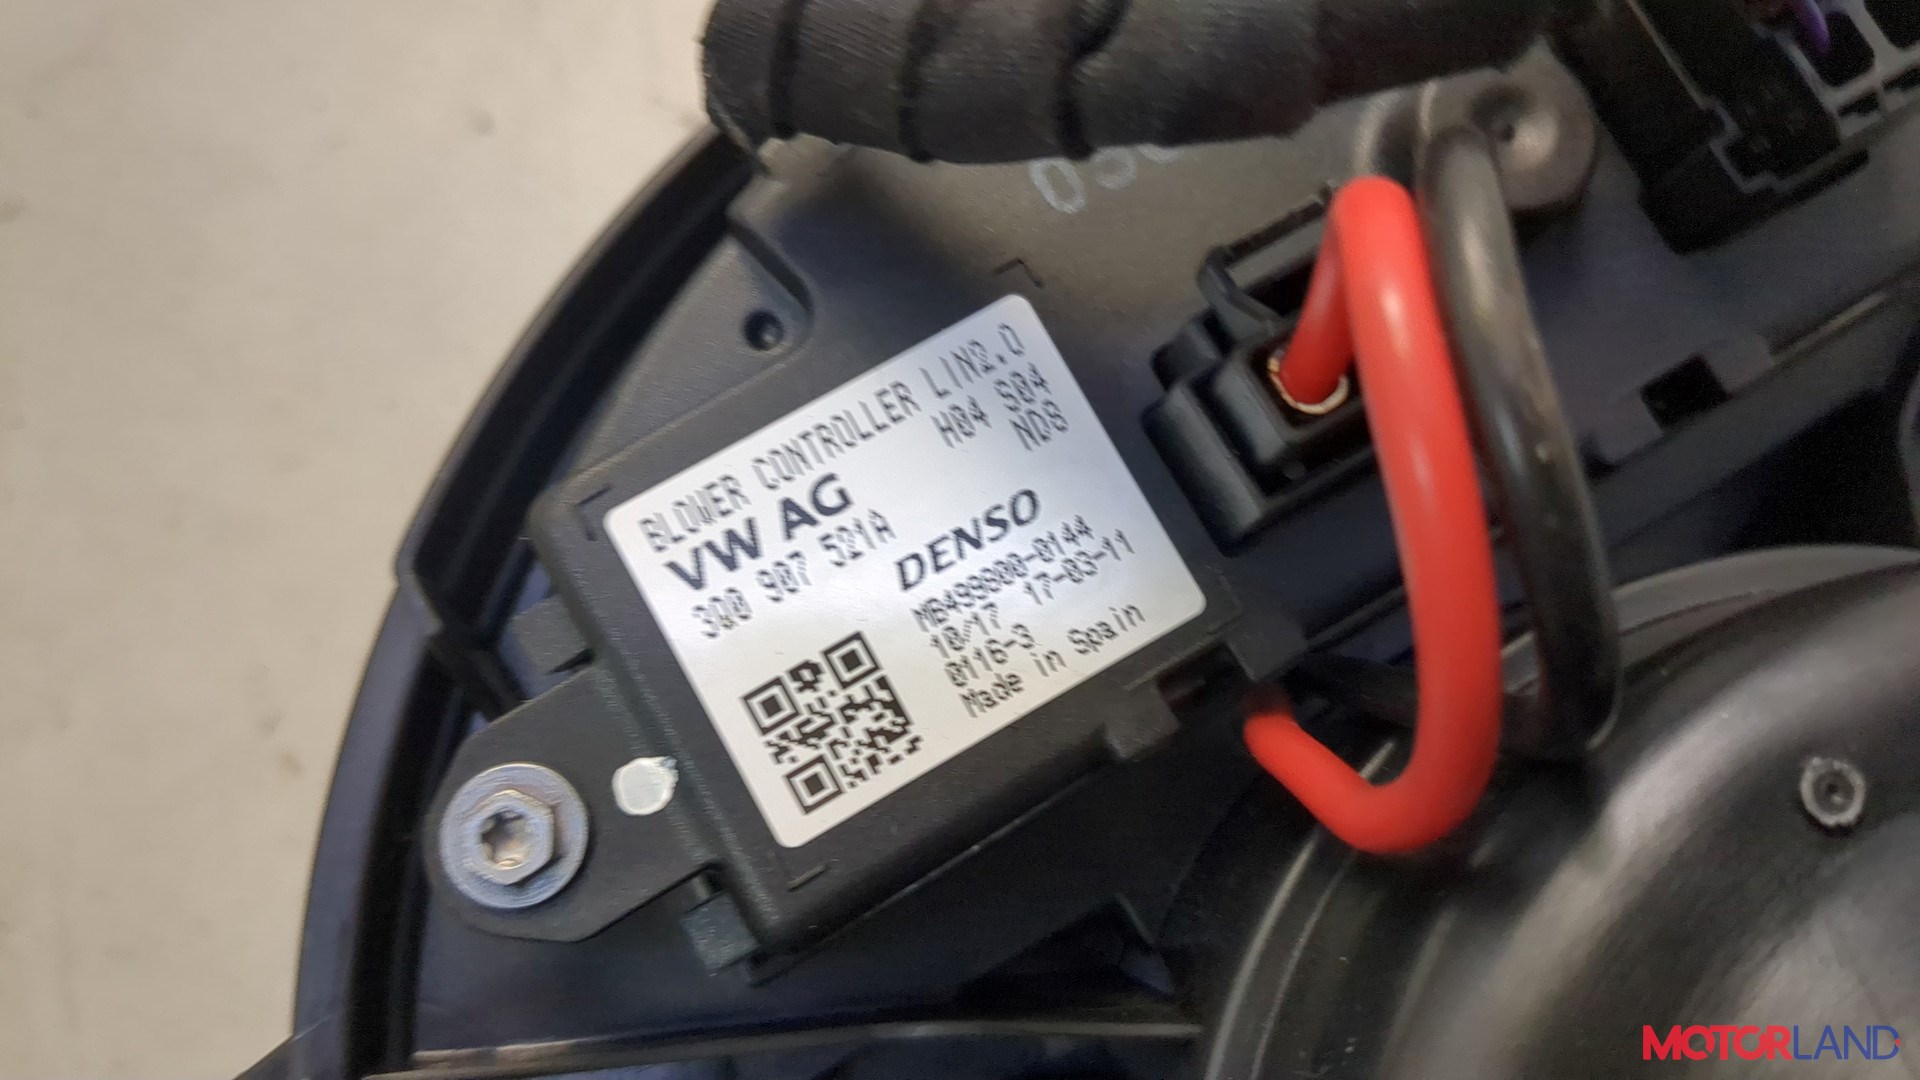 BLOWER CONTROLLER LIN2.0
H04 S04
ND8
VW AG
3Q0 907 521A
DENSO
MB499800-0144
10/17 17-03-11
0116-3
Made in Spain
MOTORLAND